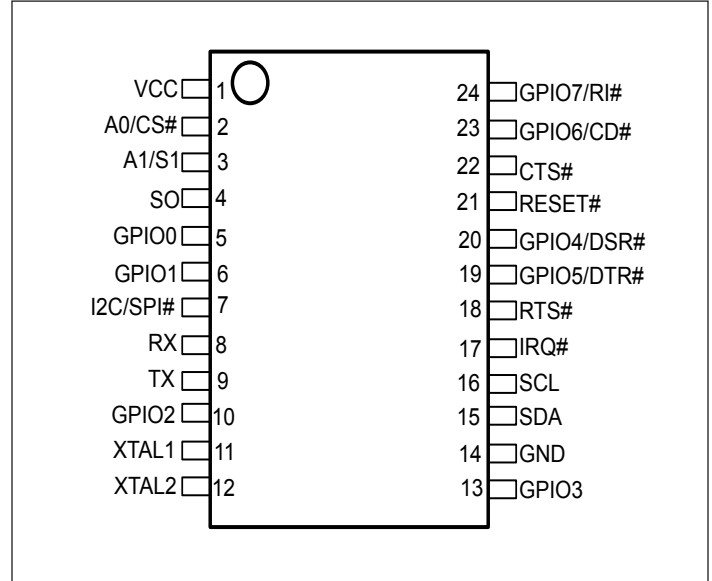 VCC 1 24 GPIO7/RI#
A0/CS# 2 23 GPIO6/CD#
A1/S1 3 22 CTS#
SO 4 21 RESET#
GPIO0 5 20 GPIO4/DSR#
GPIO1 6 19 GPIO5/DTR#
I2C/SPI# 7 18 RTS#
RX 8 17 IRQ#
TX 9 16 SCL
GPIO2 10 15 SDA
XTAL1 11 14 GND
XTAL2 12 13 GPIO3